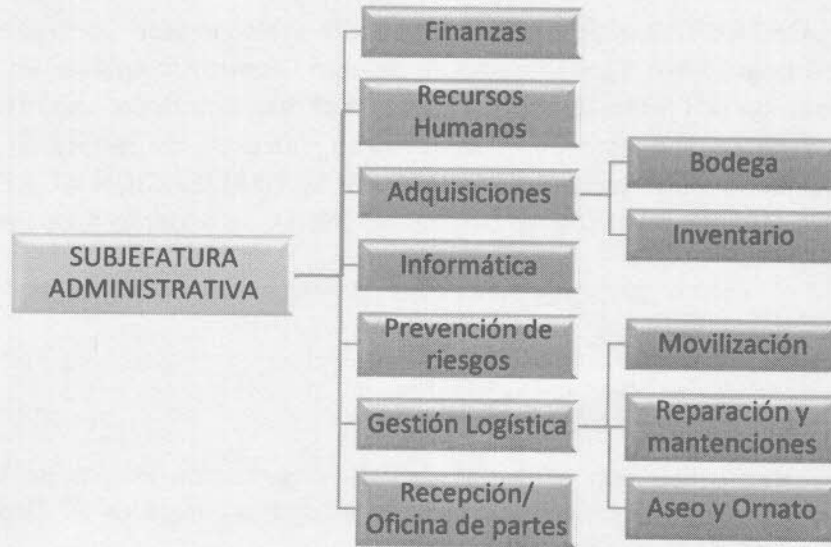 Finanzas
Recursos
Humanos
Adquisiciones
Bodega
Inventario
SUBJEFATURA
ADMINISTRATIVA
Informática
Prevención de
riesgos
Movilización
Gestión Logística
Reparación y
mantenciones
Recepción/
Oficina de partes
Aseo y Ornato